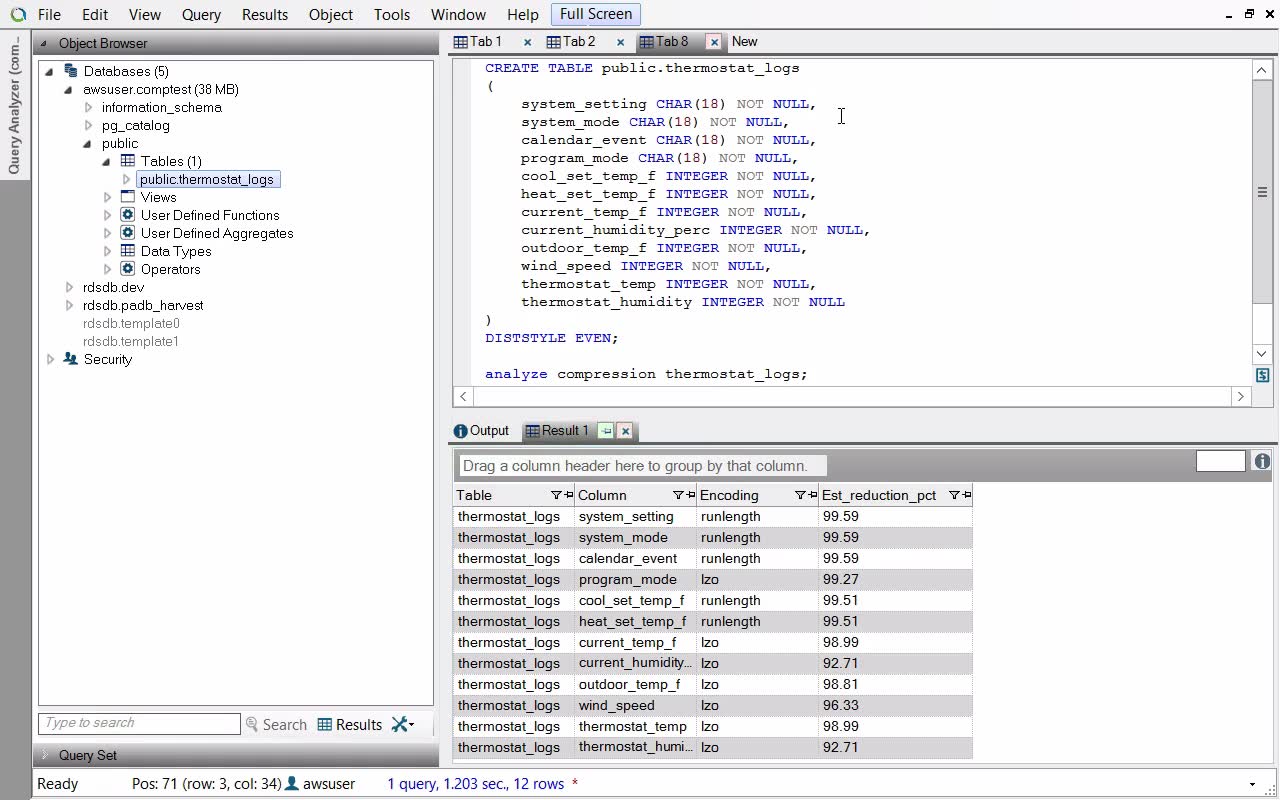 File Edit View Query Results Object Tools Window Help Full Screen
Query Analyzer (com...
Object Browser
Databases (5)
awsuser.comptest (38 MB)
information_schema
pg_catalog
public
Tables (1)
public.thermostat_logs
Views
User Defined Functions
User Defined Aggregates
Data Types
Operators
rdsdb.dev
rdsdb.padb_harvest
rdsdb.template0
rdsdb.template1
Security
Type to search Search Results
Query Set
Tab 1 Tab 2 Tab 8 New
CREATE TABLE public.thermostat_logs
(
system_setting CHAR(18) NOT NULL,
system_mode CHAR(18) NOT NULL,
calendar_event CHAR(18) NOT NULL,
program_mode CHAR(18) NOT NULL,
cool_set_temp_f INTEGER NOT NULL,
heat_set_temp_f INTEGER NOT NULL,
current_temp_f INTEGER NOT NULL,
current_humidity_perc INTEGER NOT NULL,
outdoor_temp_f INTEGER NOT NULL,
wind_speed INTEGER NOT NULL,
thermostat_temp INTEGER NOT NULL,
thermostat_humidity INTEGER NOT NULL
)
DISTSTYLE EVEN;
analyze compression thermostat_logs;
Output Result 1
Drag a column header here to group by that column.
Table Column Encoding Est_reduction_pct
thermostat_logs system_setting runlength 99.59
thermostat_logs system_mode runlength 99.59
thermostat_logs calendar_event runlength 99.59
thermostat_logs program_mode lzo 99.27
thermostat_logs cool_set_temp_f runlength 99.51
thermostat_logs heat_set_temp_f runlength 99.51
thermostat_logs current_temp_f lzo 98.99
thermostat_logs current_humidity... lzo 92.71
thermostat_logs outdoor_temp_f lzo 98.81
thermostat_logs wind_speed lzo 96.33
thermostat_logs thermostat_temp lzo 98.99
thermostat_logs thermostat_humi... lzo 92.71
Ready Pos: 71 (row: 3, col: 34) awsuser 1 query, 1.203 sec., 12 rows *